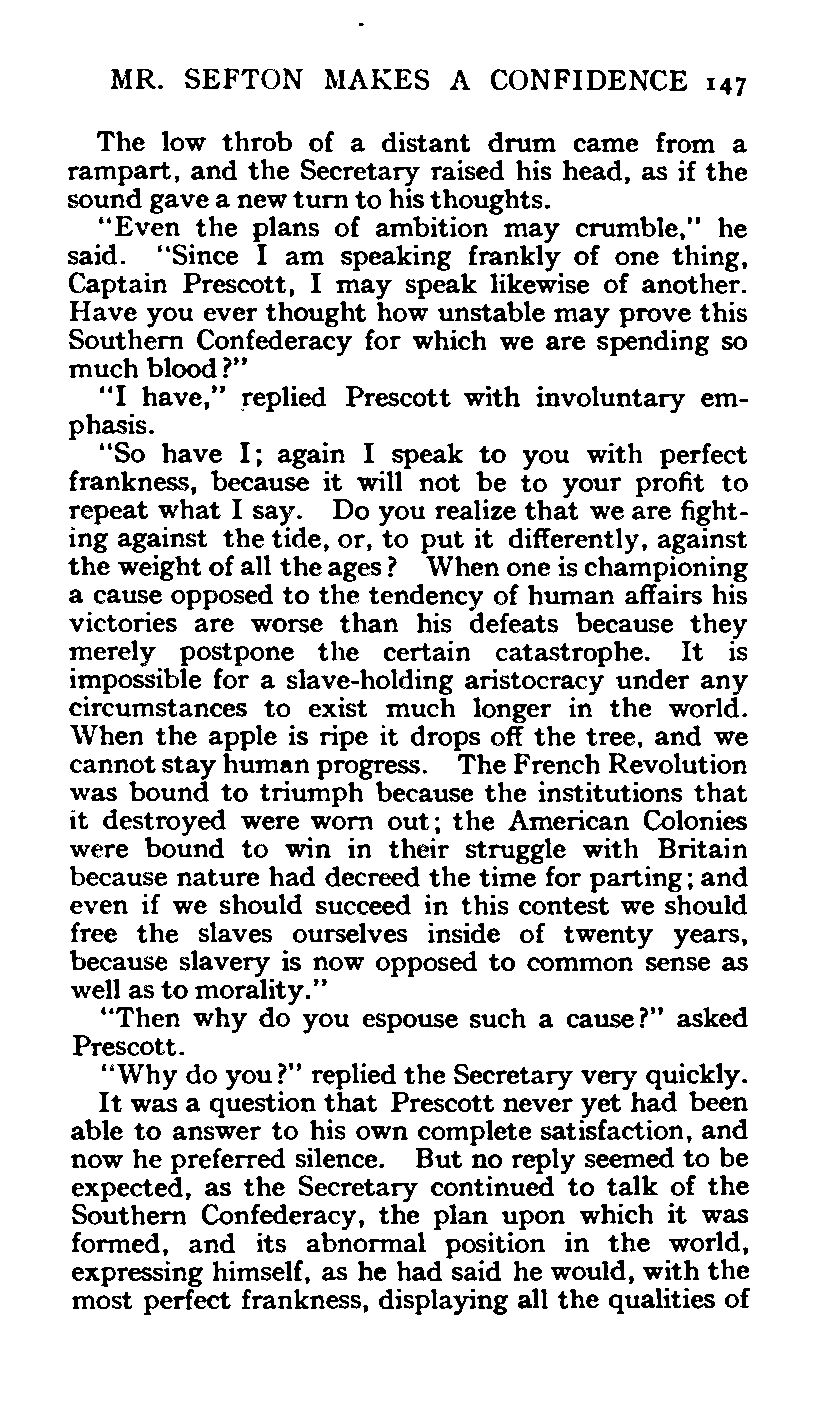 MR. SEFTON MAKES A CONFIDENCE 147
The low throb of a distant drum came from a
rampart, and the Secretary raised his head, as if the
sound gave a new turn to his thoughts.
"Even the plans of ambition may crumble," he
said. "Since I am speaking frankly of one thing,
Captain Prescott, I may speak likewise of another.
Have you ever thought how unstable may prove this
Southern Confederacy for which we are spending so
much blood?"
"I have," replied Prescott with involuntary em-
phasis.
"So have I; again I speak to you with perfect
frankness, because it will not be to your profit to
repeat what I say. Do you realize that we are fight-
ing against the tide, or, to put it differently, against
the weight of all the ages? When one is championing
a cause opposed to the tendency of human affairs his
victories are worse than his defeats because they
merely postpone the certain catastrophe. It is
impossible for a slave-holding aristocracy under any
circumstances to exist much longer in the world.
When the apple is ripe it drops off the tree, and we
cannot stay human progress. The French Revolution
was bound to triumph because the institutions that
it destroyed were worn out; the American Colonies
were bound to win in their struggle with Britain
because nature had decreed the time for parting; and
even if we should succeed in this contest we should
free the slaves ourselves inside of twenty years,
because slavery is now opposed to common sense as
well as to morality."
"Then why do you espouse such a cause?" asked
Prescott.
"Why do you?" replied the Secretary very quickly.
It was a question that Prescott never yet had been
able to answer to his own complete satisfaction, and
now he preferred silence. But no reply seemed to be
expected, as the Secretary continued to talk of the
Southern Confederacy, the plan upon which it was
formed, and its abnormal position in the world,
expressing himself, as he had said he would, with the
most perfect frankness, displaying all the qualities of